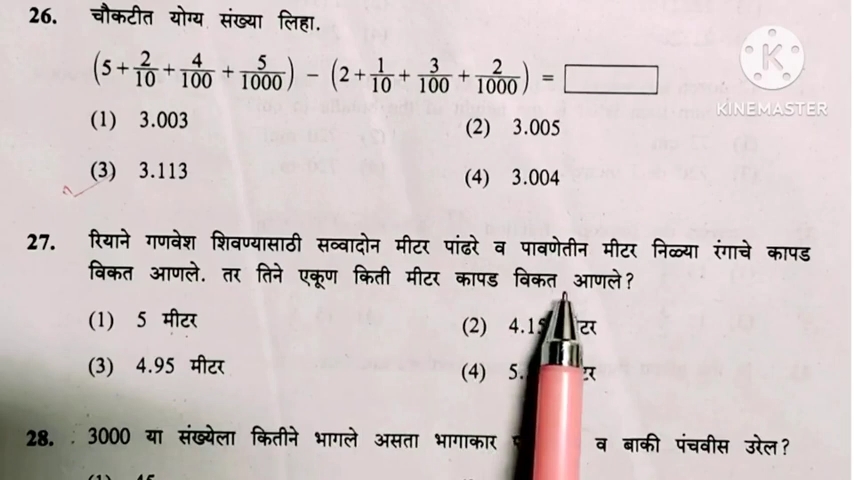 26. चौकटीत योग्य संख्या लिहा.
(5 + 2/10 + 4/100 + 5/1000) − (2 + 1/10 + 3/100 + 2/1000) =
(1) 3.003 (2) 3.005
(3) 3.113 (4) 3.004
27. रियाने गणवेश शिवण्यासाठी सव्वादोन मीटर पांढरे व पावणेतीन मीटर निळ्या रंगाचे कापड
विकत आणले. तर तिने एकूण किती मीटर कापड विकत आणले?
(1) 5 मीटर (2) 4.15
(3) 4.95 मीटर (4) 5.
28. 3000 या संख्येला कितीने भागले असता भागाकार व बाकी पंचवीस उरेल?
K
KINEMASTER